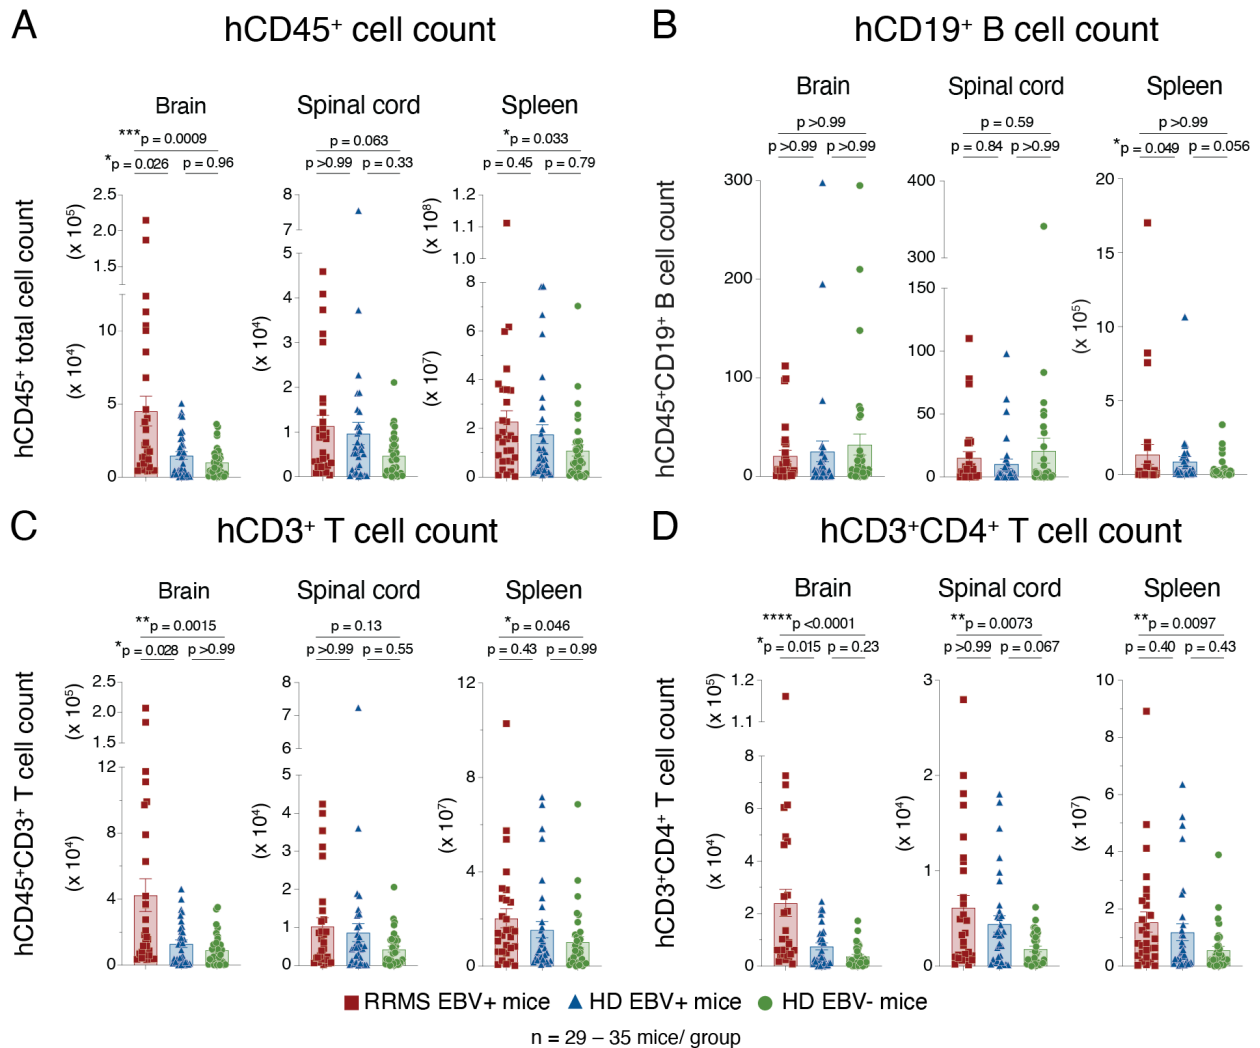 A
hCD45+ cell count
Brain
Spinal cord
Spleen
***p = 0.0009
*p = 0.026
p = 0.96
p = 0.063
p >0.99
p = 0.33
*p = 0.033
p = 0.45
p = 0.79
hCD45+ total cell count
(x 10⁵)
2.5
2.0
1.5
(x 10⁴)
10
5
0
(x 10⁴)
8
7
5
4
3
2
1
0
(x 10⁸)
1.2
1.1
1.0
(x 10⁷)
8
6
4
2
0
B
hCD19+ B cell count
Brain
Spinal cord
Spleen
p >0.99
p >0.99
p >0.99
p = 0.59
p = 0.84
p >0.99
p >0.99
*p = 0.049
p = 0.056
hCD45+CD19+ B cell count
300
200
100
0
400
300
150
100
50
0
(x 10⁵)
20
15
10
5
0
C
hCD3+ T cell count
Brain
Spinal cord
Spleen
**p = 0.0015
*p = 0.028
p >0.99
p = 0.13
p >0.99
p = 0.55
*p = 0.046
p = 0.43
p = 0.99
hCD45+CD3+ T cell count
(x 10⁵)
2.5
2.0
1.5
(x 10⁴)
12
8
4
0
(x 10⁴)
8
7
6
5
4
3
2
1
0
(x 10⁷)
12
8
4
0
D
hCD3+CD4+ T cell count
Brain
Spinal cord
Spleen
****p <0.0001
*p = 0.015
p = 0.23
**p = 0.0073
p >0.99
p = 0.067
**p = 0.0097
p = 0.40
p = 0.43
hCD3+CD4+ T cell count
(x 10⁵)
1.2
1.1
(x 10⁴)
8
6
4
2
0
(x 10⁴)
3
2
1
0
(x 10⁷)
10
8
6
4
2
0
RRMS EBV+ mice
HD EBV+ mice
HD EBV- mice
n = 29 – 35 mice/ group